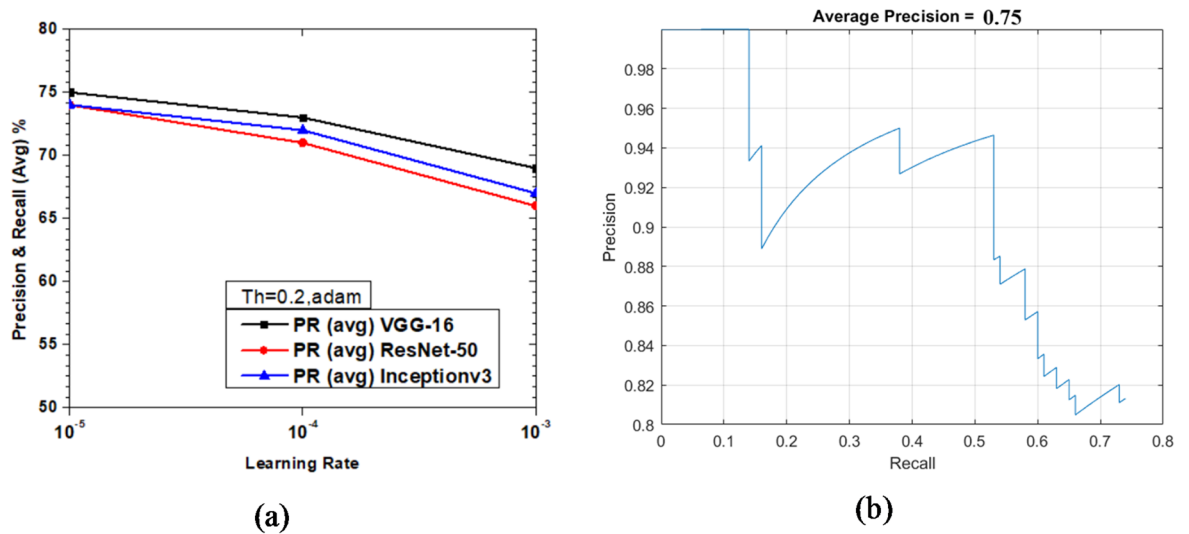 80
75
70
65
60
55
50
Precision & Recall (Avg) %
Th=0.2,adam
PR (avg) VGG-16
PR (avg) ResNet-50
PR (avg) Inceptionv3
10-5 10-4 10-3
Learning Rate
(a)
Average Precision = 0.75
0.98
0.96
0.94
0.92
0.9
0.88
0.86
0.84
0.82
0.8
Precision
0 0.1 0.2 0.3 0.4 0.5 0.6 0.7 0.8
Recall
(b)